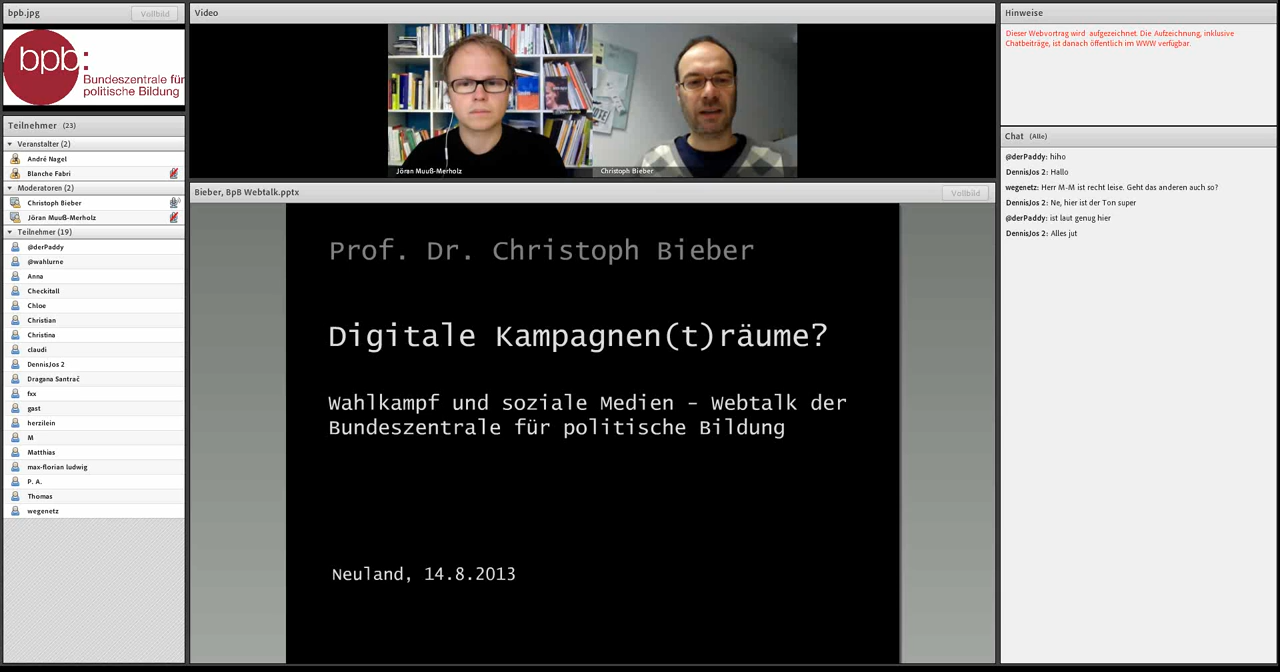 bpb.jpg
Vollbild
bpb:
Bundeszentrale für
politische Bildung
Teilnehmer (23)
Veranstalter (2)
André Nagel
Blanche Fabri
Moderatoren (2)
Christoph Bieber
Jöran Muuß-Merholz
Teilnehmer (19)
@derPaddy
@wahlurne
Anna
Checkitall
Chloe
Christian
Christina
claudi
DennisJos 2
Dragana Santrač
fxx
gast
herzilein
M
Matthias
max-florian ludwig
P. A.
Thomas
wegenetz
Video
Jöran Muuß-Merholz
Christoph Bieber
Bieber, BpB Webtalk.pptx
Vollbild
Prof. Dr. Christoph Bieber
Digitale Kampagnen(t)räume?
Wahlkampf und soziale Medien – Webtalk der
Bundeszentrale für politische Bildung
Neuland, 14.8.2013
Hinweise
Dieser Webvortrag wird aufgezeichnet. Die Aufzeichnung, inklusive
Chatbeiträge, ist danach öffentlich im WWW verfügbar.
Chat (Alle)
@derPaddy: hiho
DennisJos 2: Hallo
wegenetz: Herr M-M ist recht leise. Geht das anderen auch so?
DennisJos 2: Ne, hier ist der Ton super
@derPaddy: ist laut genug hier
DennisJos 2: Alles jut